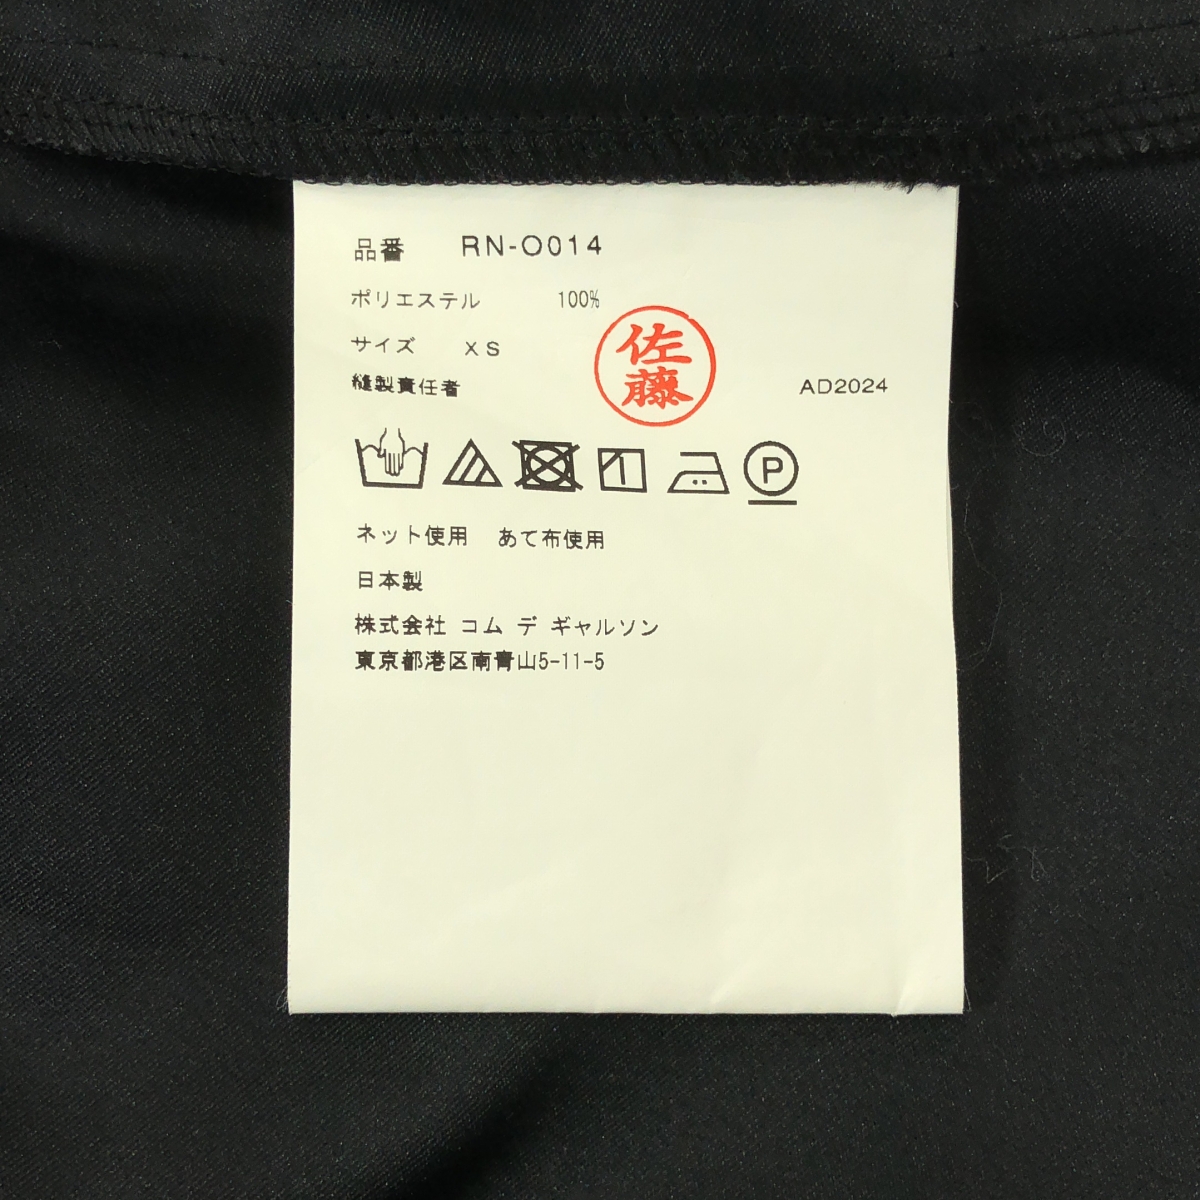 品番 RN-O014
ポリエステル 100%
サイズ XS
縫製責任者 佐藤 AD2024
P
ネット使用 あて布使用
日本製
株式会社 コム デ ギャルソン
東京都港区南青山5-11-5